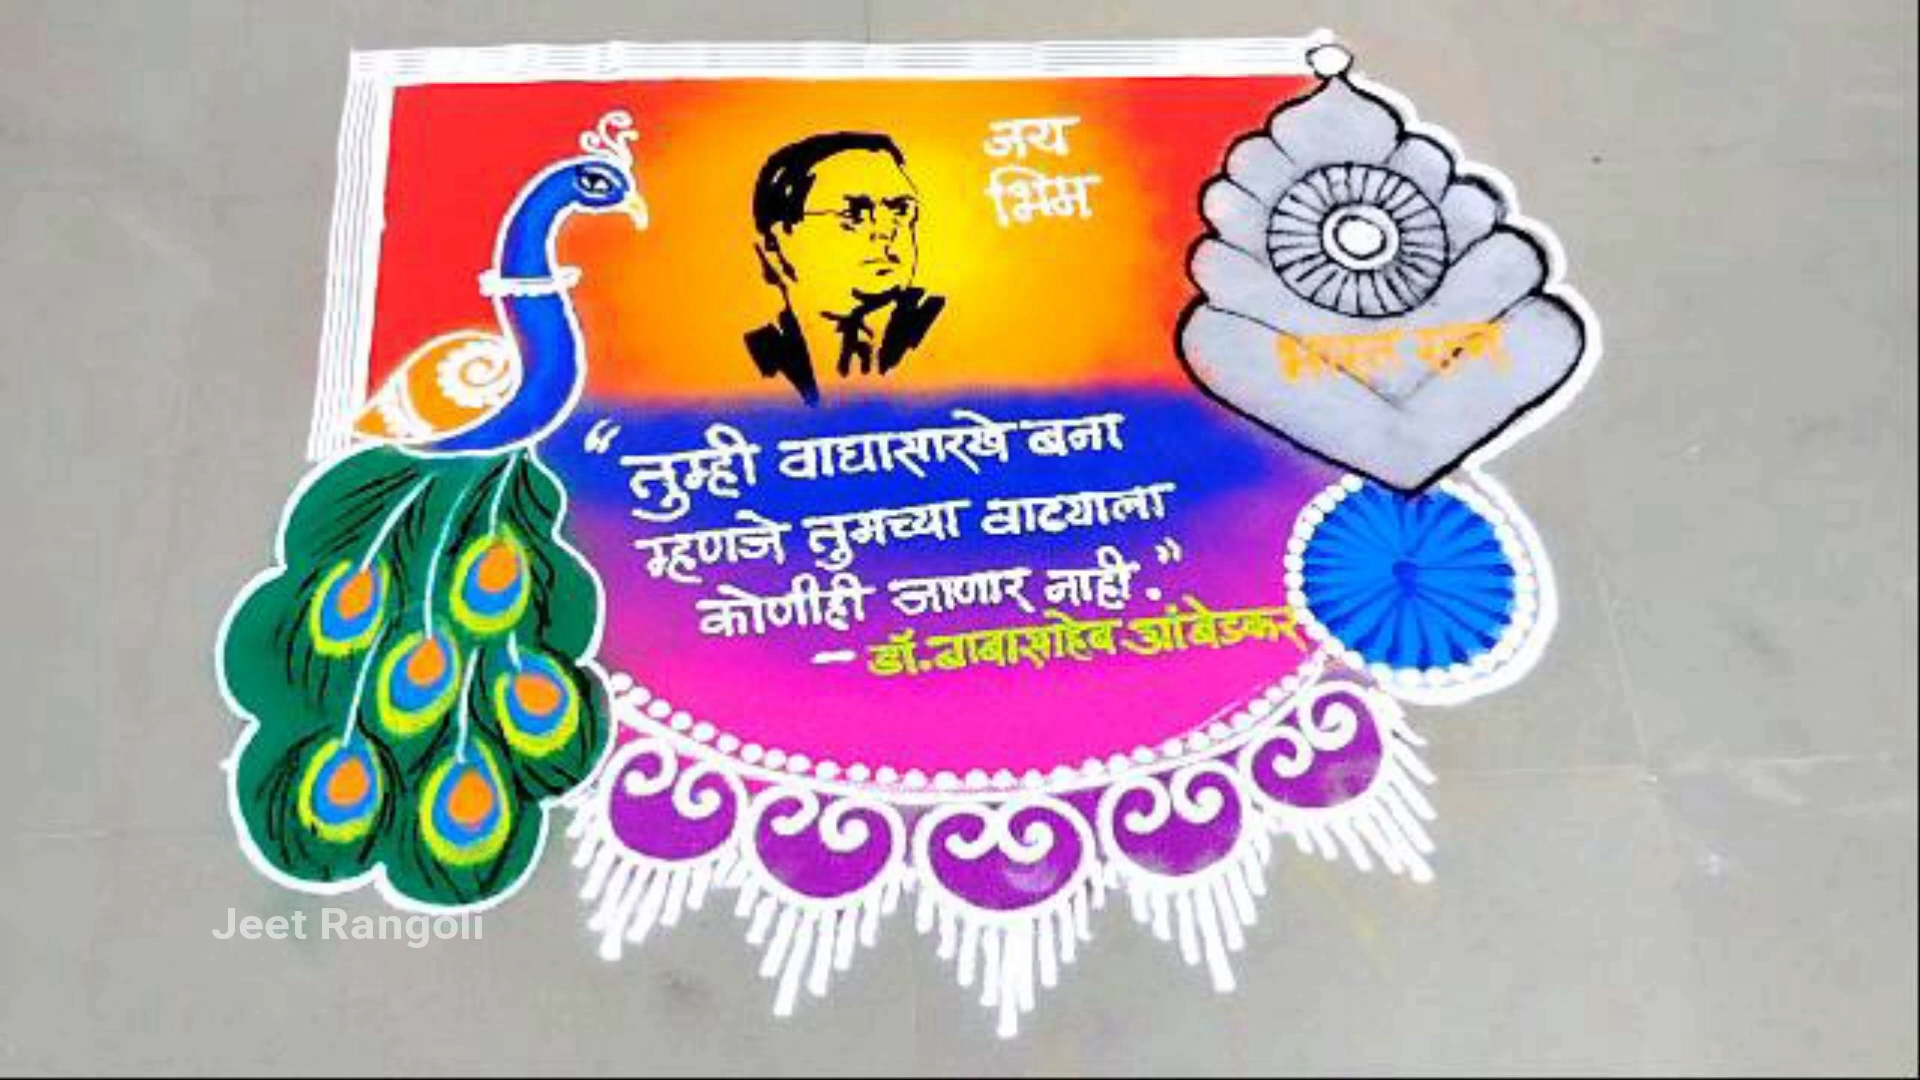 जय
भिम
“तुम्ही वाघासारखे बना
म्हणजे तुमच्या वाट्याला
कोणीही जाणार नाही.”
– डॉ. बाबासाहेब आंबेडकर
Jeet Rangoli